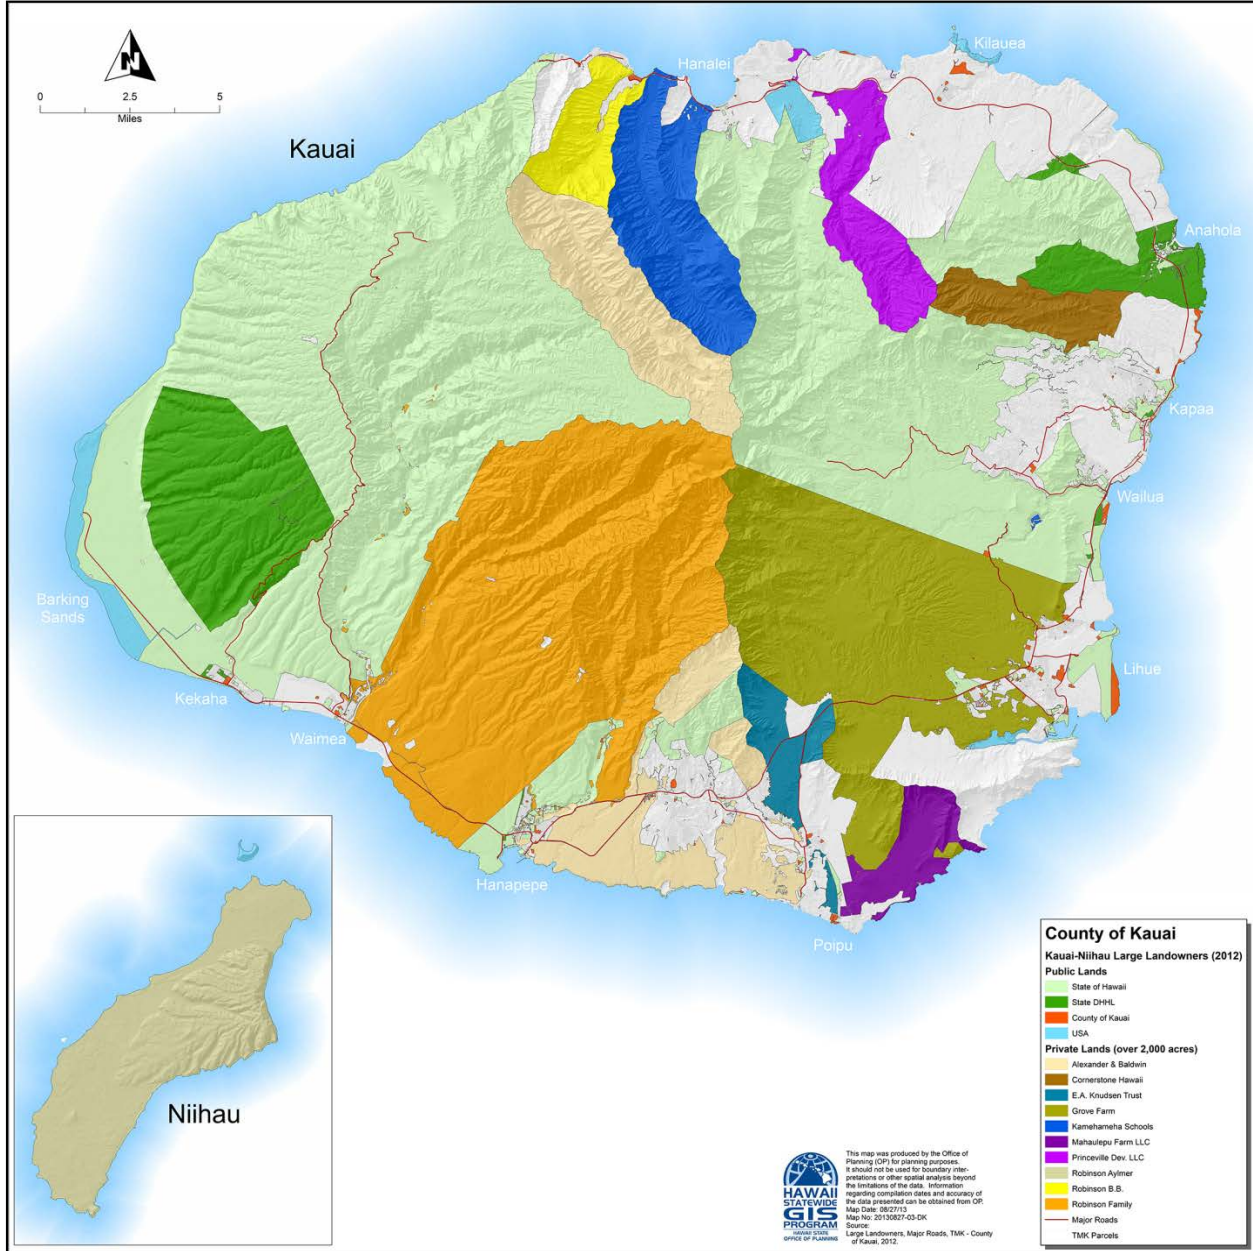 N
0 2.5 5
Miles
Kauai
Hanalei
Kilauea
Anahola
Kapaa
Wailua
Barking
Sands
Lihue
Kekaha
Waimea
Hanapepe
Poipu
Niihau
County of Kauai
Kauai-Niihau Large Landowners (2012)
Public Lands
State of Hawaii
State DHHL
County of Kauai
USA
Private Lands (over 2,000 acres)
Alexander & Baldwin
Cornerstone Hawaii
E.A. Knudsen Trust
Grove Farm
Kamehameha Schools
Mahaulepu Farm LLC
Princeville Dev. LLC
Robinson Aylmer
Robinson B.B.
Robinson Family
Major Roads
TMK Parcels
HAWAII
STATEWIDE
GIS
PROGRAM
HAWAII STATE
OFFICE OF PLANNING
This map was produced by the Office of
Planning (OP) for planning purposes.
It should not be used for boundary inter-
pretations or other spatial analysis beyond
the limitations of the data. Information
regarding compilation dates and accuracy of
the data presented can be obtained from OP.
Map Date: 08/27/13
Map No: 20130827-03-DK
Source:
Large Landowners, Major Roads, TMK - County
of Kauai, 2012.